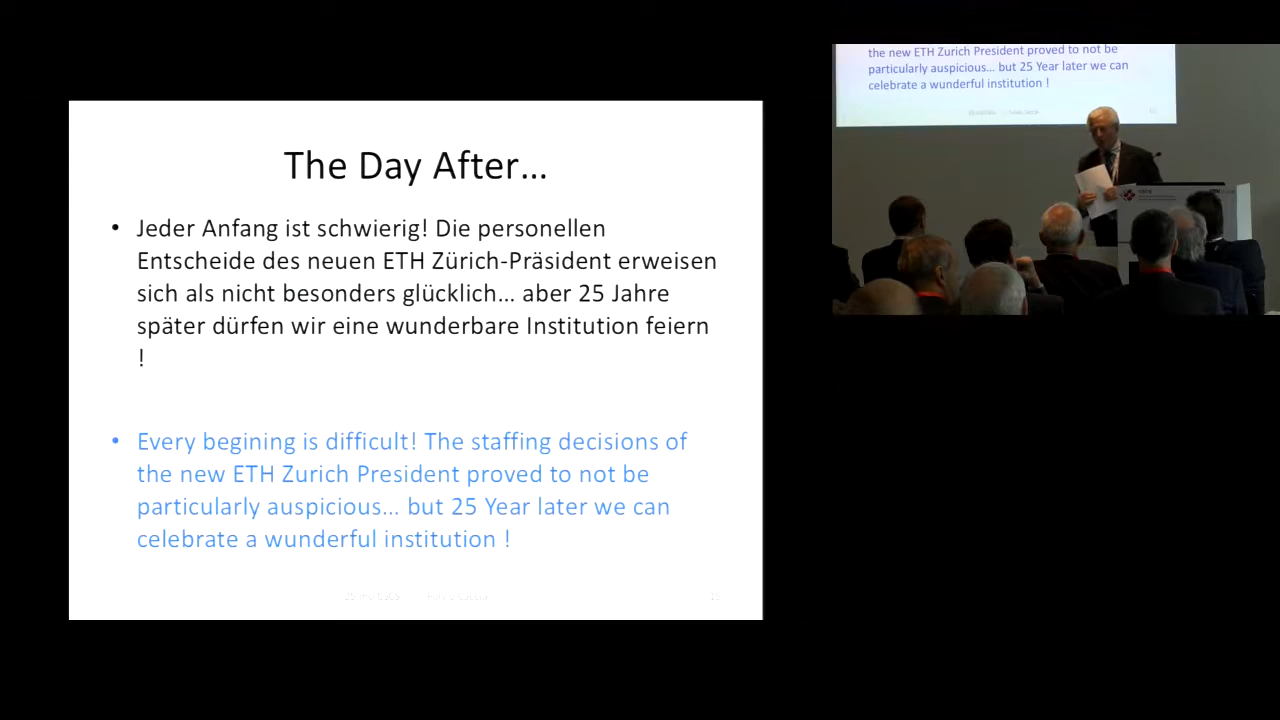 The Day After...
• Jeder Anfang ist schwierig! Die personellen
Entscheide des neuen ETH Zürich-Präsident erweisen
sich als nicht besonders glücklich... aber 25 Jahre
später dürfen wir eine wunderbare Institution feiern
!
• Every begining is difficult! The staffing decisions of
the new ETH Zurich President proved to not be
particularly auspicious... but 25 Year later we can
celebrate a wunderful institution !
the new ETH Zurich President proved to not be
particularly auspicious... but 25 Year later we can
celebrate a wunderful institution !